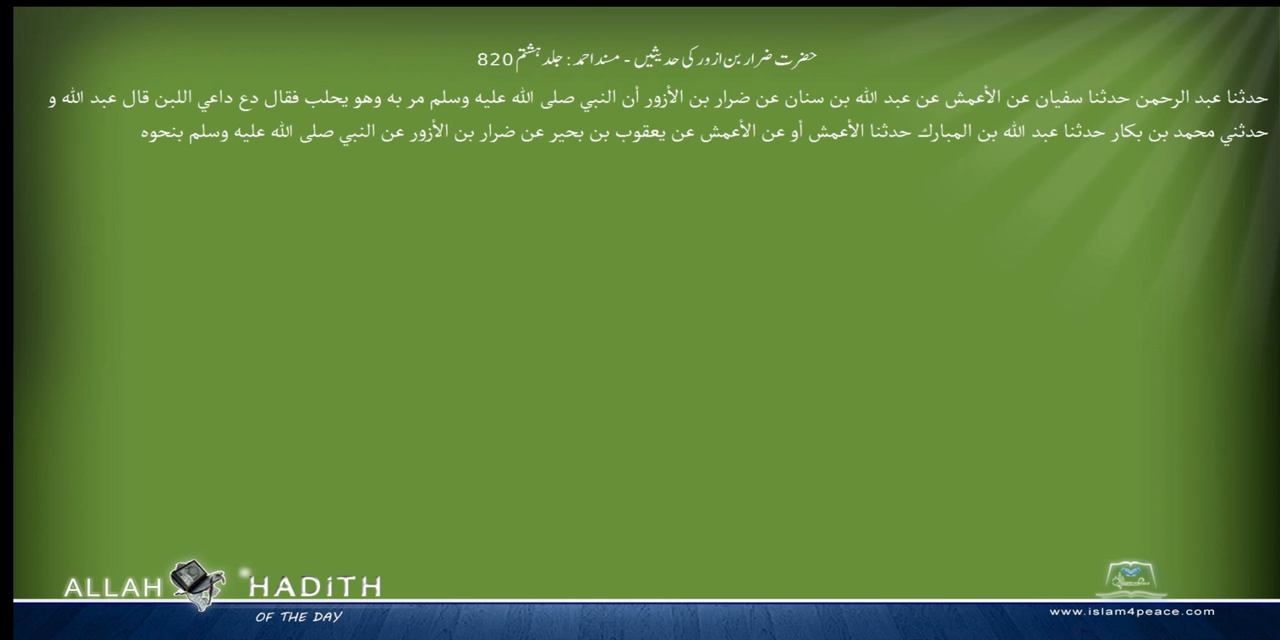 حضرت ضرار بن ازور کی حدیثیں - مسند احمد : جلد ہشتم 820
حدثنا عبد الرحمن حدثنا سفيان عن الأعمش عن عبد الله بن سنان عن ضرار بن الأزور أن النبي صلى الله عليه وسلم مر به وهو يحلب فقال دع داعي اللبن قال عبد الله و
حدثني محمد بن بكار حدثنا عبد الله بن المبارك حدثنا الأعمش أو عن الأعمش عن يعقوب بن بحير عن ضرار بن الأزور عن النبي صلى الله عليه وسلم بنحوه
ALLAH HADiTH
OF THE DAY
www.islam4peace.com